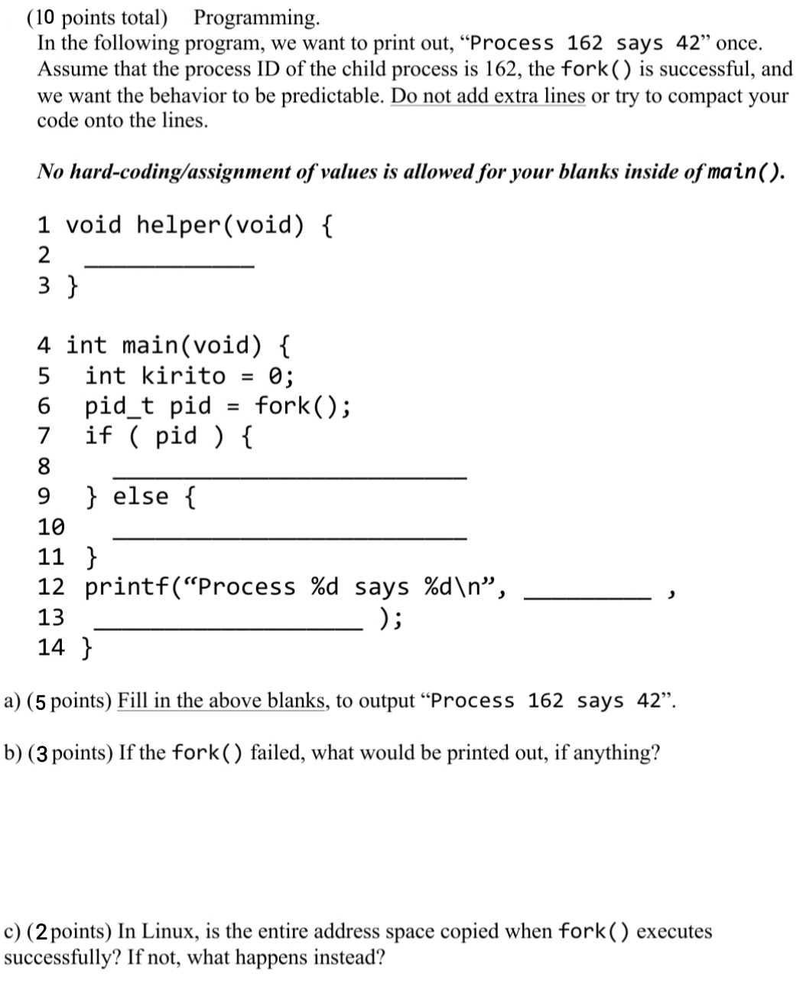 (10 points total) Programming.
In the following program, we want to print out, “Process 162 says 42” once.
Assume that the process ID of the child process is 162, the fork() is successful, and
we want the behavior to be predictable. Do not add extra lines or try to compact your
code onto the lines.
No hard-coding/assignment of values is allowed for your blanks inside of main().
1 void helper(void) {
2 ____________
3 }
4 int main(void) {
5 int kirito = 0;
6 pid_t pid = fork();
7 if ( pid ) {
8 _________________________
9 } else {
10 _________________________
11 }
12 printf(“Process %d says %d\n”, _________ ,
13 ___________________ );
14 }
a) (5 points) Fill in the above blanks, to output “Process 162 says 42”.
b) (3 points) If the fork() failed, what would be printed out, if anything?
c) (2 points) In Linux, is the entire address space copied when fork() executes
successfully? If not, what happens instead?